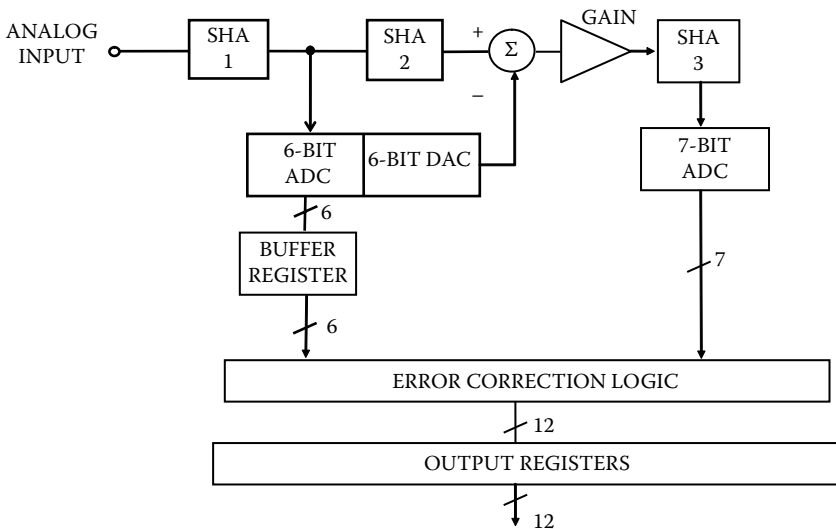 ANALOG
INPUT
SHA
1
SHA
2
+
Σ
−
GAIN
SHA
3
6-BIT
ADC
6-BIT DAC
7-BIT
ADC
6
BUFFER
REGISTER
7
6
ERROR CORRECTION LOGIC
12
OUTPUT REGISTERS
12